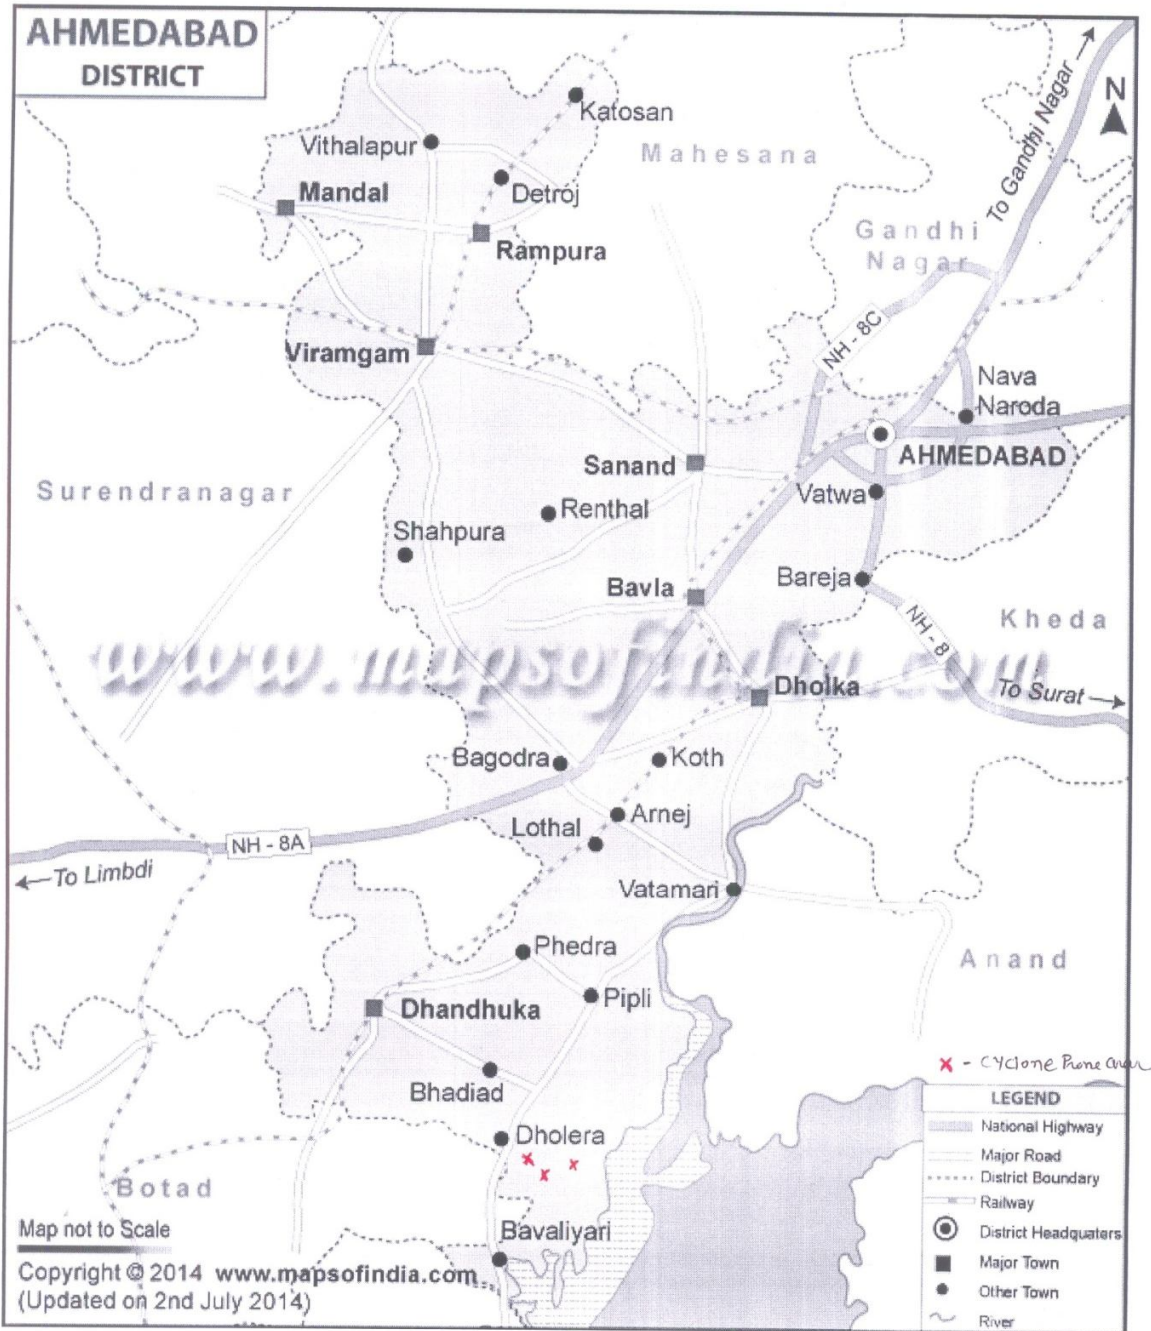 AHMEDABAD
DISTRICT
To Gandhi Nagar
N
Katosan
Vithalapur
Mahesana
Mandal
Detroj
Rampura
Gandhi
Nagar
NH - 8C
Viramgam
Nava
Naroda
AHMEDABAD
Sanand
Surendranagar
Vatwa
Renthal
Shahpura
Bavla
Bareja
NH - 8
Kheda
www.mapsofindia.com
Dholka
To Surat
Bagodra
Koth
Arnej
Lothal
NH - 8A
To Limbdi
Vatamari
Phedra
Anand
Pipli
Dhandhuka
x - Cyclone Prone
Bhadiad
LEGEND
National Highway
Major Road
District Boundary
Railway
District Headquaters
Major Town
Other Town
River
Dholera
Botad
Bavaliyari
Map not to Scale
Copyright © 2014 www.mapsofindia.com
(Updated on 2nd July 2014)